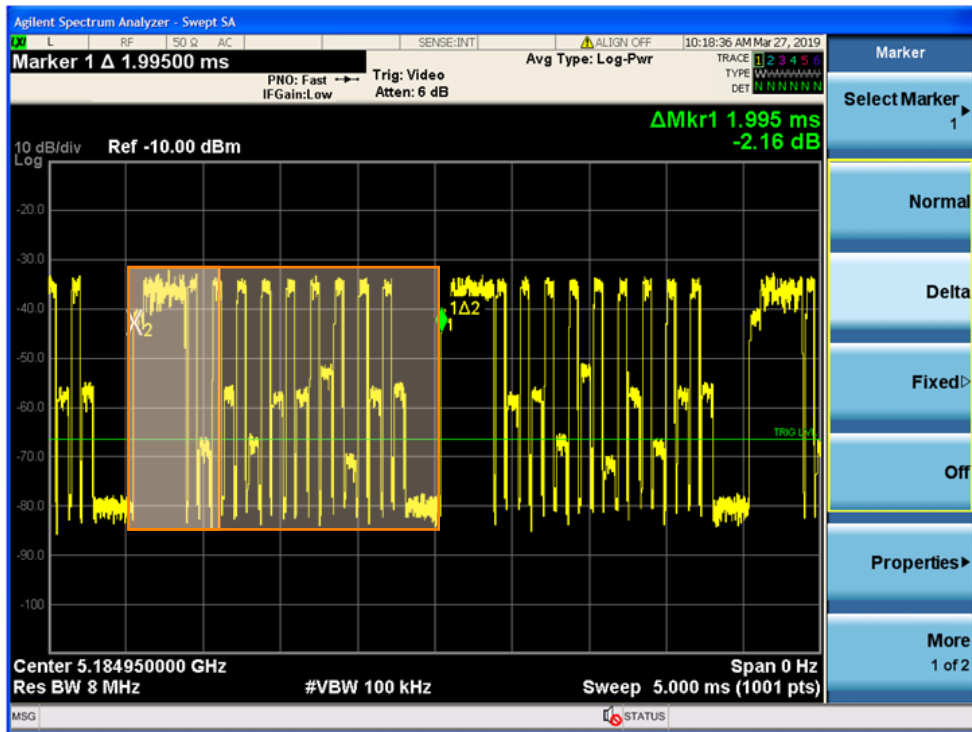 Agilent Spectrum Analyzer - Swept SA
LXI L RF 50 Ω AC SENSE:INT ALIGN OFF 10:18:36 AM Mar 27, 2019
Marker 1 Δ 1.99500 ms
PNO: Fast
IFGain:Low
Trig: Video
Atten: 6 dB
Avg Type: Log-Pwr
TRACE 1 2 3 4 5 6
TYPE W
DET N N N N N N
ΔMkr1 1.995 ms
-2.16 dB
10 dB/div Ref -10.00 dBm
Log
-20.0
-30.0
-40.0
-50.0
-60.0
-70.0
-80.0
-90.0
-100
X2
1Δ2
TRIG LVL
Center 5.184950000 GHz
Res BW 8 MHz
#VBW 100 kHz
Span 0 Hz
Sweep 5.000 ms (1001 pts)
MSG
STATUS
Marker
Select Marker
1
Normal
Delta
Fixed
Off
Properties
More
1 of 2